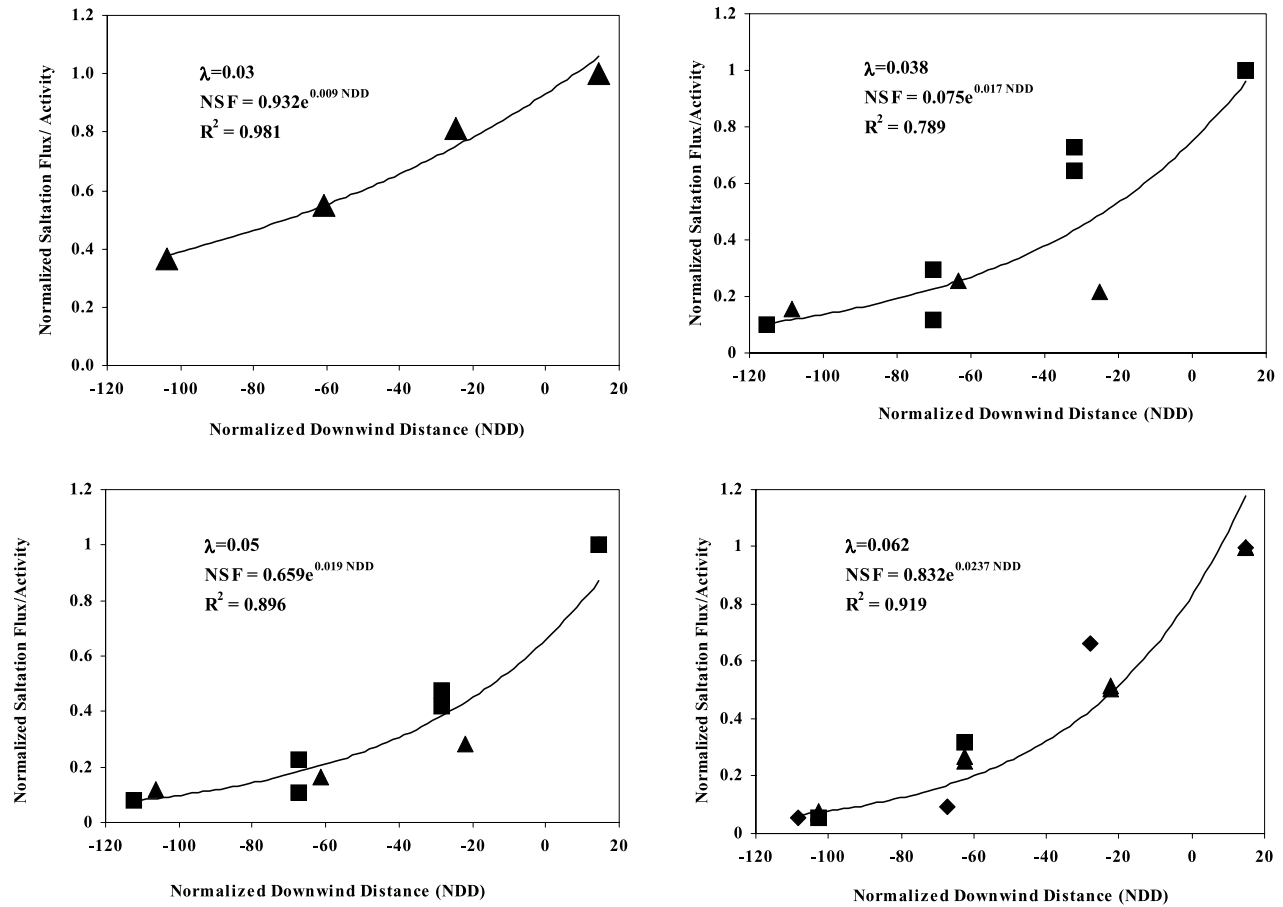 1.2
1.0
0.8
0.6
0.4
0.2
0.0
-120 -100 -80 -60 -40 -20 0 20
Normalized Saltation Flux/ Activity
Normalized Downwind Distance (NDD)
λ=0.03
NSF = 0.932e^0.009 NDD
R^2 = 0.981
1.2
1
0.8
0.6
0.4
0.2
0
-120 -100 -80 -60 -40 -20 0 20
Normalized Saltation Flux/Activity
Normalized Downwind Distance (NDD)
λ=0.038
NSF = 0.075e^0.017 NDD
R^2 = 0.789
1.2
1
0.8
0.6
0.4
0.2
0
-120 -100 -80 -60 -40 -20 0 20
Normalized Saltation Flux/Activity
Normalized Downwind Distance (NDD)
λ=0.05
NSF = 0.659e^0.019 NDD
R^2 = 0.896
1.2
1
0.8
0.6
0.4
0.2
0
-120 -100 -80 -60 -40 -20 0 20
Normalized Saltation Flux/Activity
Normalized Downwind Distance (NDD)
λ=0.062
NSF = 0.832e^0.0237 NDD
R^2 = 0.919